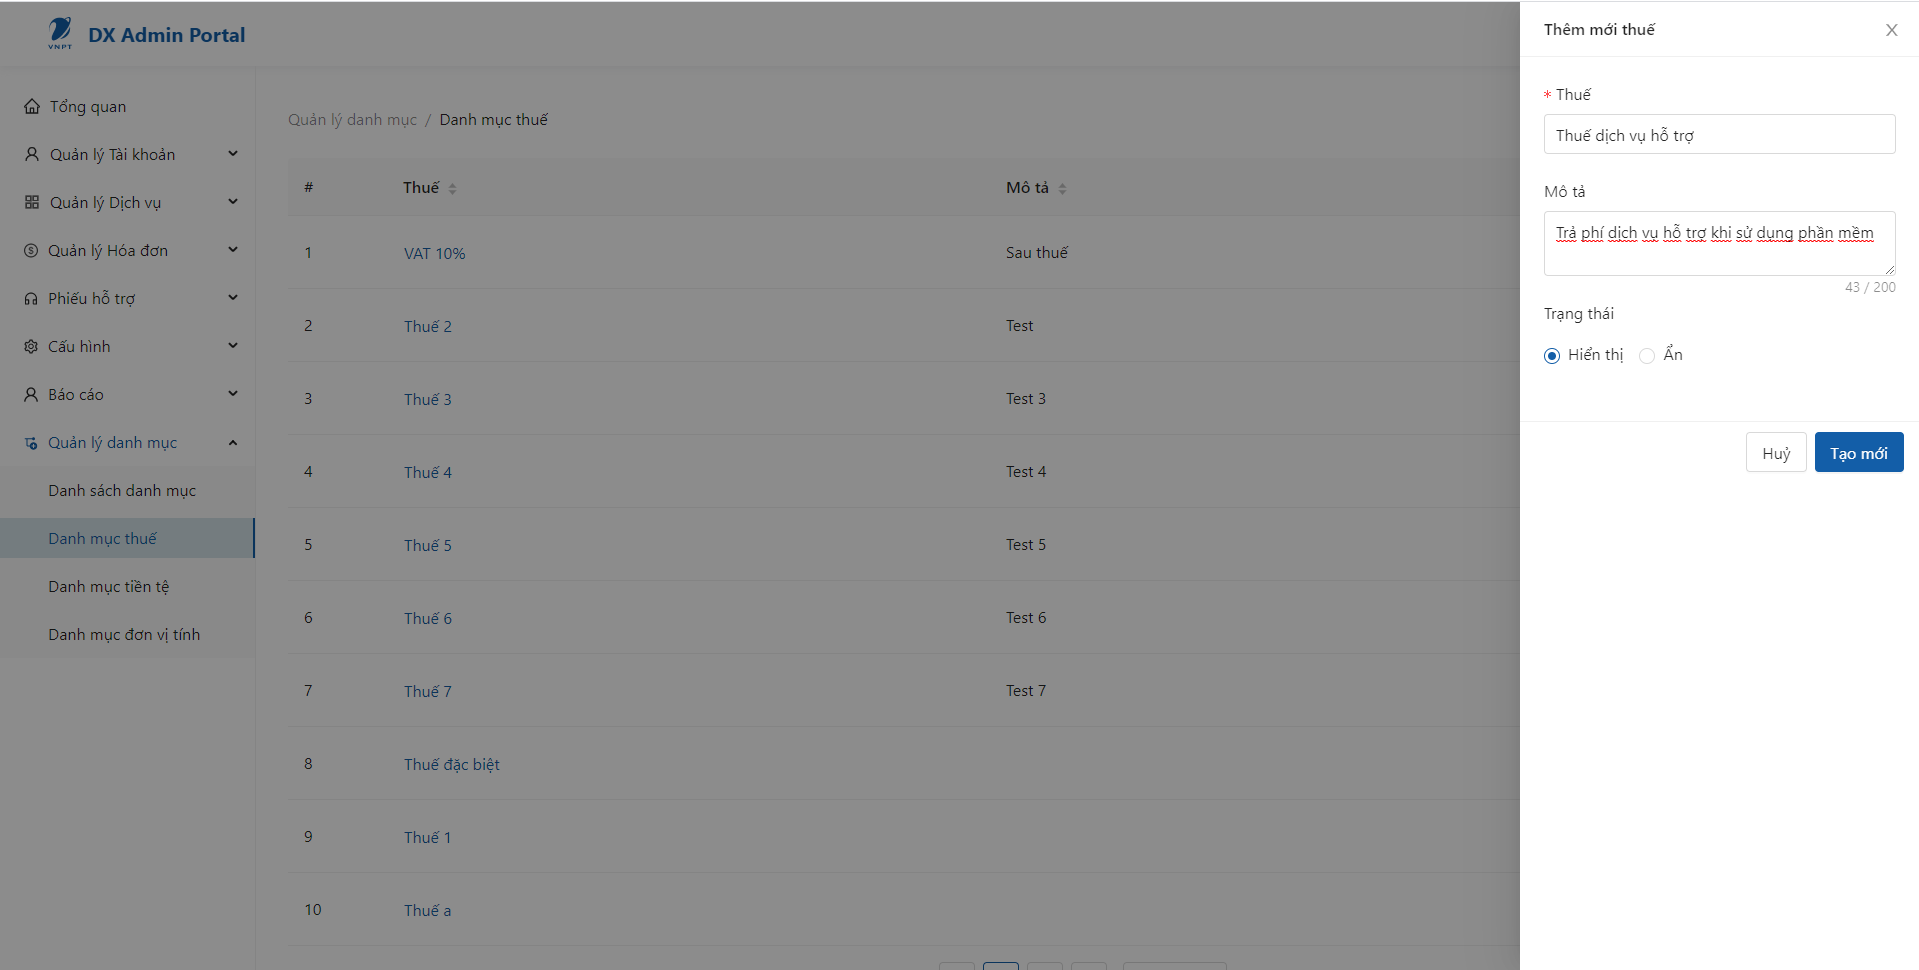 VNPT
DX Admin Portal
Tổng quan
Quản lý Tài khoản
Quản lý Dịch vụ
Quản lý Hóa đơn
Phiếu hỗ trợ
Cấu hình
Báo cáo
Quản lý danh mục
Danh sách danh mục
Danh mục thuế
Danh mục tiền tệ
Danh mục đơn vị tính
Quản lý danh mục / Danh mục thuế
# Thuế Mô tả
1 VAT 10% Sau thuế
2 Thuế 2 Test
3 Thuế 3 Test 3
4 Thuế 4 Test 4
5 Thuế 5 Test 5
6 Thuế 6 Test 6
7 Thuế 7 Test 7
8 Thuế đặc biệt
9 Thuế 1
10 Thuế a
Thêm mới thuế
* Thuế
Thuế dịch vụ hỗ trợ
Mô tả
Trả phí dịch vụ hỗ trợ khi sử dụng phần mềm
43 / 200
Trạng thái
Hiển thị Ẩn
Huỷ Tạo mới